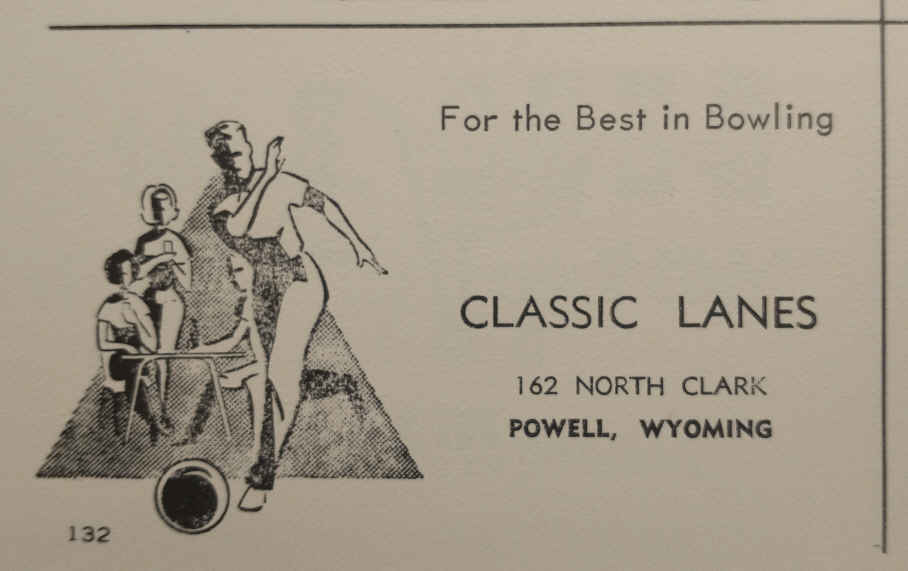 For the Best in Bowling
CLASSIC LANES
162 NORTH CLARK
POWELL, WYOMING
132